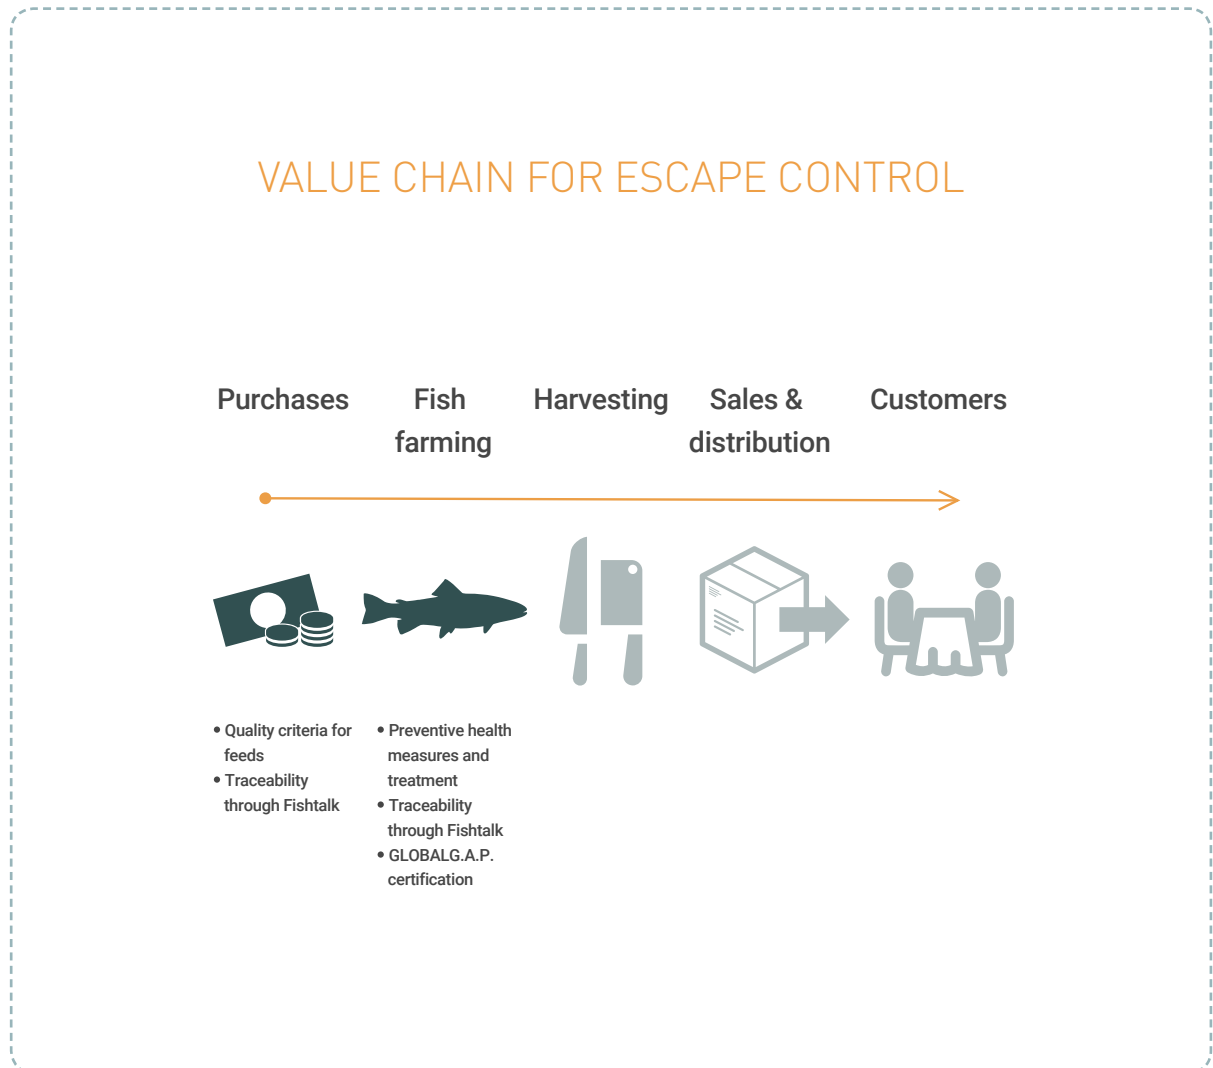 VALUE CHAIN FOR ESCAPE CONTROL
Purchases
Fish
farming
Harvesting
Sales &
distribution
Customers
• Quality criteria for
feeds
• Traceability
through Fishtalk
• Preventive health
measures and
treatment
• Traceability
through Fishtalk
• GLOBALG.A.P.
certification